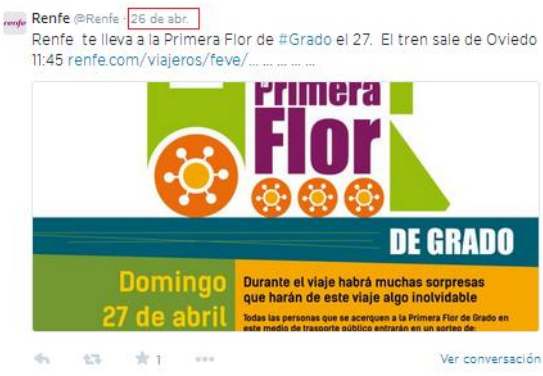 renfe Renfe @Renfe · 26 de abr.
Renfe te lleva a la Primera Flor de #Grado el 27. El tren sale de Oviedo
11:45 renfe.com/viajeros/feve/... ... ... ... ...
Primera
Flor
DE GRADO
Domingo
27 de abril
Durante el viaje habrá muchas sorpresas
que harán de este viaje algo inolvidable
Todas las personas que se acerquen a la Primera Flor de Grado en
este medio de trasporte público entrarán en un sorteo de:
1
Ver conversación